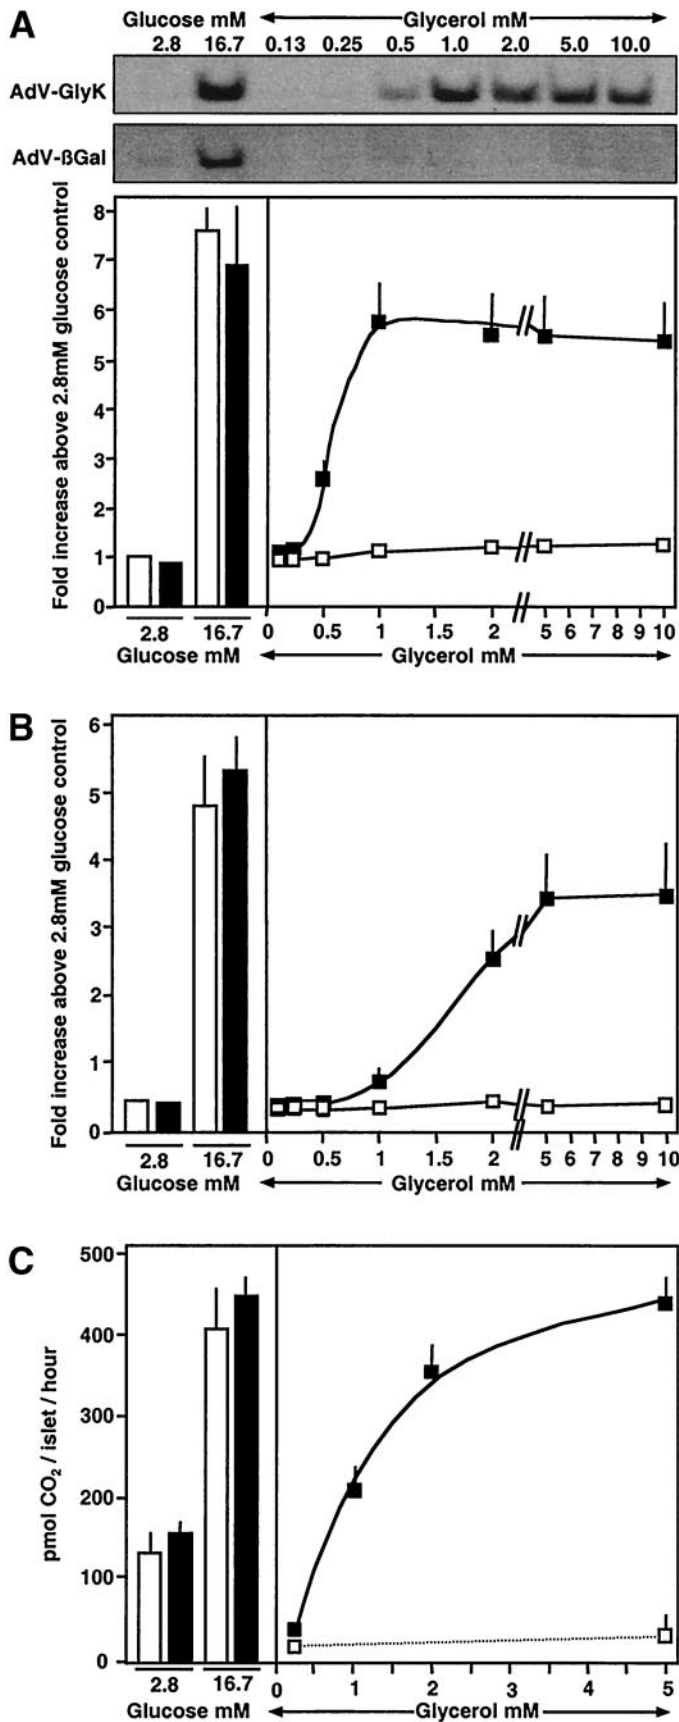 A
Glucose mM Glycerol mM
2.8 16.7 0.13 0.25 0.5 1.0 2.0 5.0 10.0
AdV-GlyK
AdV-ßGal
Fold increase above 2.8mM glucose control
8
7
6
5
4
3
2
1
0
2.8 16.7 0 0.5 1 1.5 2 5 6 7 8 9 10
Glucose mM Glycerol mM
B
Fold increase above 2.8mM glucose control
6
5
4
3
2
1
0
2.8 16.7 0 0.5 1 1.5 2 5 6 7 8 9 10
Glucose mM Glycerol mM
C
pmol CO₂ / islet / hour
500
400
300
200
100
0
2.8 16.7 0 1 2 3 4 5
Glucose mM Glycerol mM